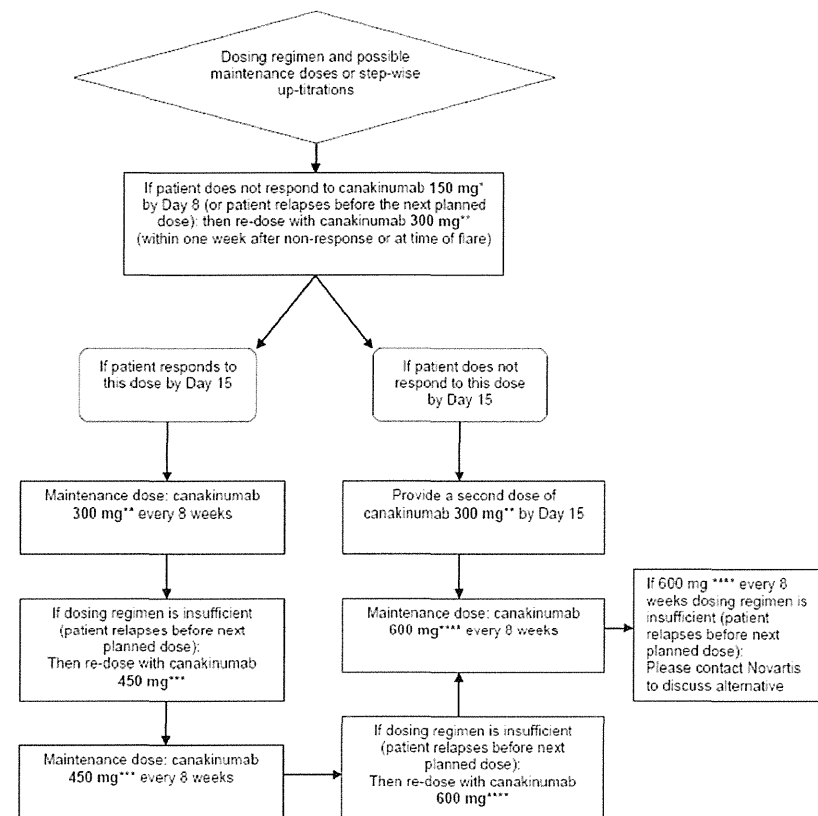 Dosing regimen and possible
maintenance doses or step-wise
up-titrations
If patient does not respond to canakinumab 150 mg*
by Day 8 (or patient relapses before the next planned
dose): then re-dose with canakinumab 300 mg**
(within one week after non-response or at time of flare)
If patient responds to
this dose by Day 15
If patient does not
respond to this dose
by Day 15
Maintenance dose: canakinumab
300 mg** every 8 weeks
Provide a second dose of
canakinumab 300 mg** by Day 15
If dosing regimen is insufficient
(patient relapses before next
planned dose):
Then re-dose with canakinumab
450 mg***
Maintenance dose: canakinumab
600 mg**** every 8 weeks
If 600 mg **** every 8
weeks dosing regimen is
insufficient (patient
relapses before next
planned dose):
Please contact Novartis
to discuss alternative
Maintenance dose: canakinumab
450 mg*** every 8 weeks
If dosing regimen is insufficient
(patient relapses before next
planned dose):
Then re-dose with canakinumab
600 mg****